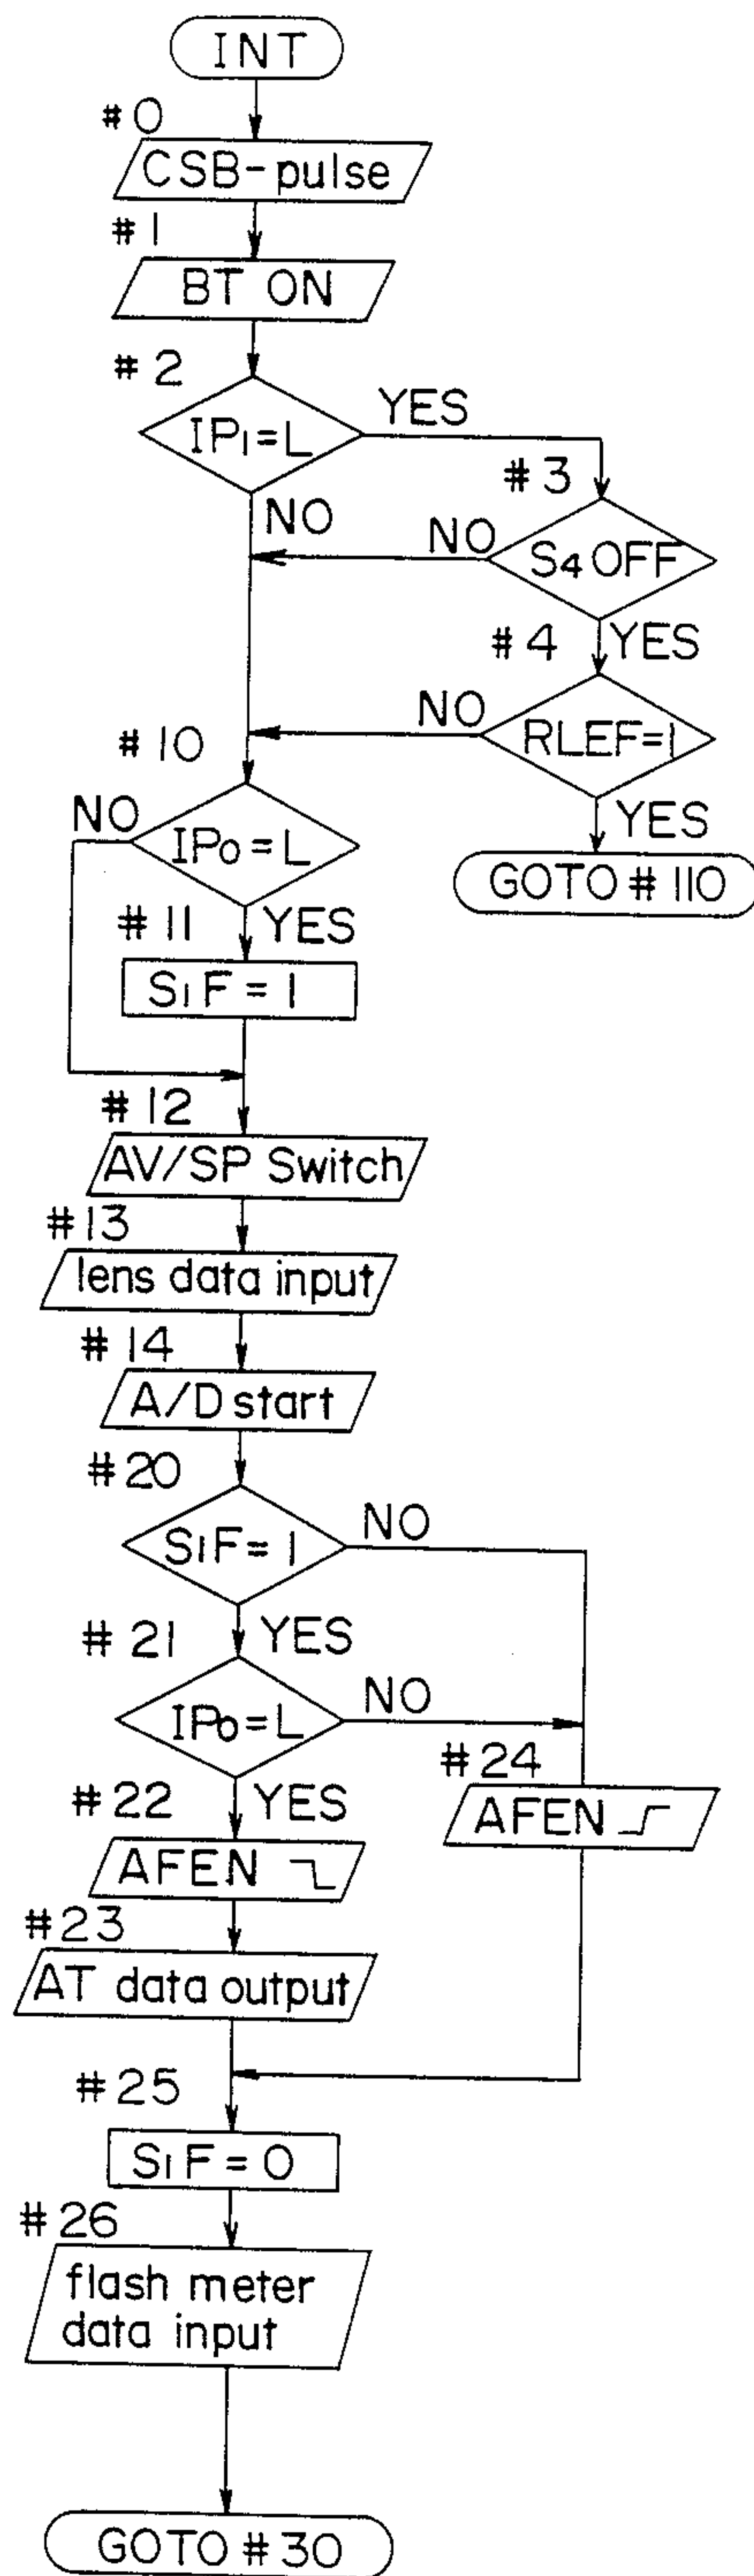 INT
#0
CSB-pulse
#1
BT ON
#2
IP1=L
YES
#3
NO
NO
S4 OFF
#4
YES
NO
RLEF=1
#10
YES
NO
IP0=L
GOTO #110
#11
YES
S1F=1
#12
AV/SP Switch
#13
lens data input
#14
A/D start
#20
S1F=1
NO
#21
YES
IP0=L
NO
#24
#22
YES
AFEN
AFEN
#23
AT data output
#25
S1F=0
#26
flash meter
data input
GOTO #30